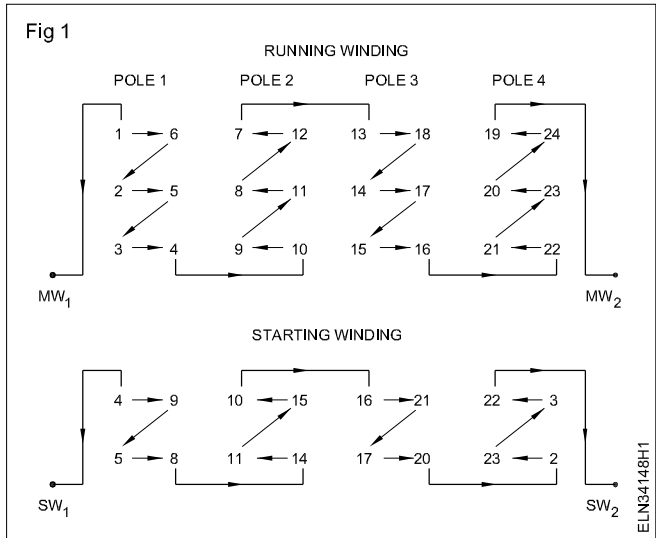 Fig 1
RUNNING WINDING
POLE 1 POLE 2 POLE 3 POLE 4
1 6 7 12 13 18 19 24
2 5 8 11 14 17 20 23
3 4 9 10 15 16 21 22
MW1 MW2
STARTING WINDING
4 9 10 15 16 21 22 3
5 8 11 14 17 20 23 2
SW1 SW2
ELN34148H1